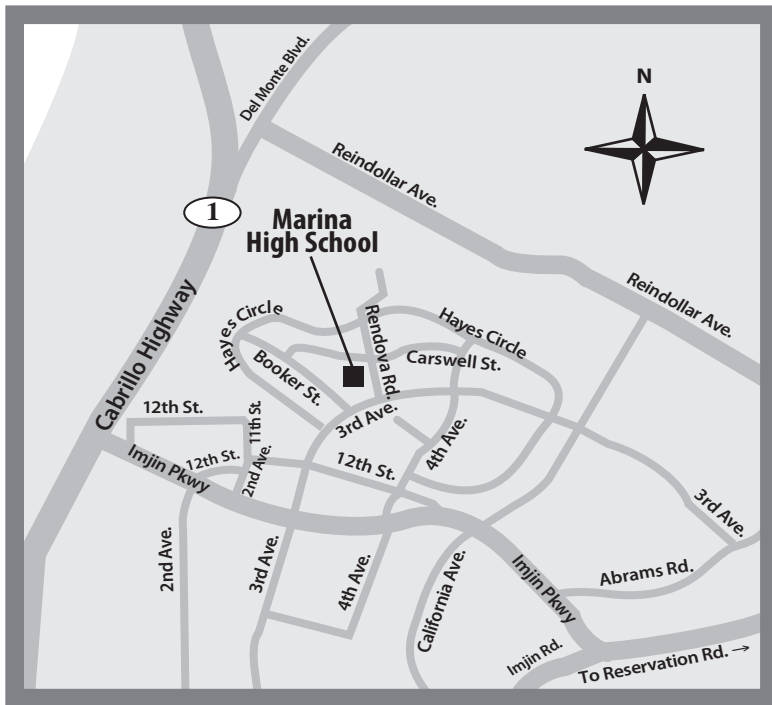 Del Monte Blvd.
N
Reindollar Ave.
1
Marina
High School
Reindollar Ave.
Cabrillo Highway
Hayes Circle
Rendova Rd.
Hayes Circle
Booker St.
Carswell St.
12th St.
11th St.
3rd Ave.
4th Ave.
Imjin Pkwy
12th St.
2nd Ave.
12th St.
3rd Ave.
2nd Ave.
3rd Ave.
4th Ave.
California Ave.
Imjin Pkwy
Abrams Rd.
Imjin Rd.
To Reservation Rd. →